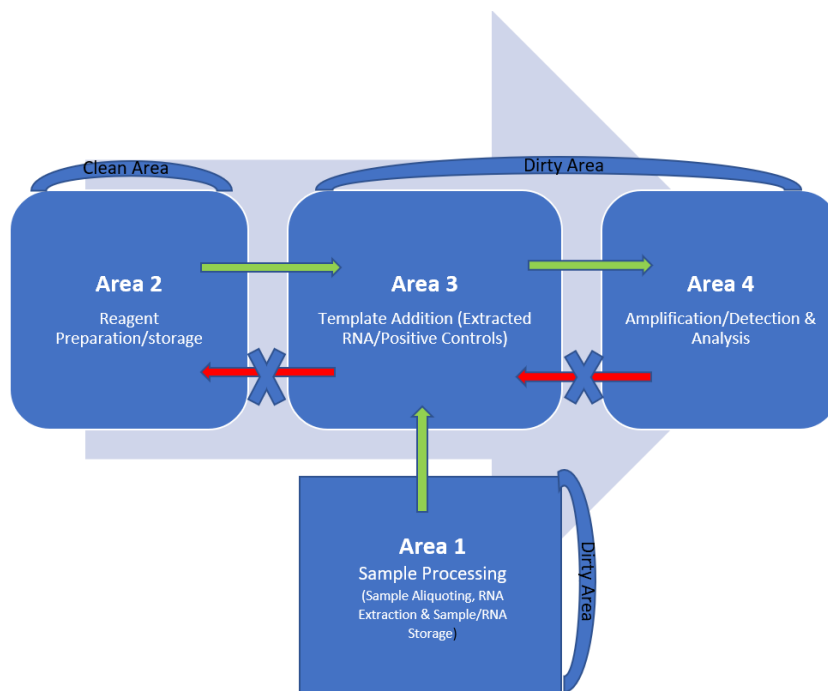 Clean Area
Dirty Area
Area 2
Reagent
Preparation/storage
Area 3
Template Addition (Extracted
RNA/Positive Controls)
Area 4
Amplification/Detection &
Analysis
Area 1
Sample Processing
(Sample Aliquoting, RNA
Extraction & Sample/RNA
Storage)
Dirty Area